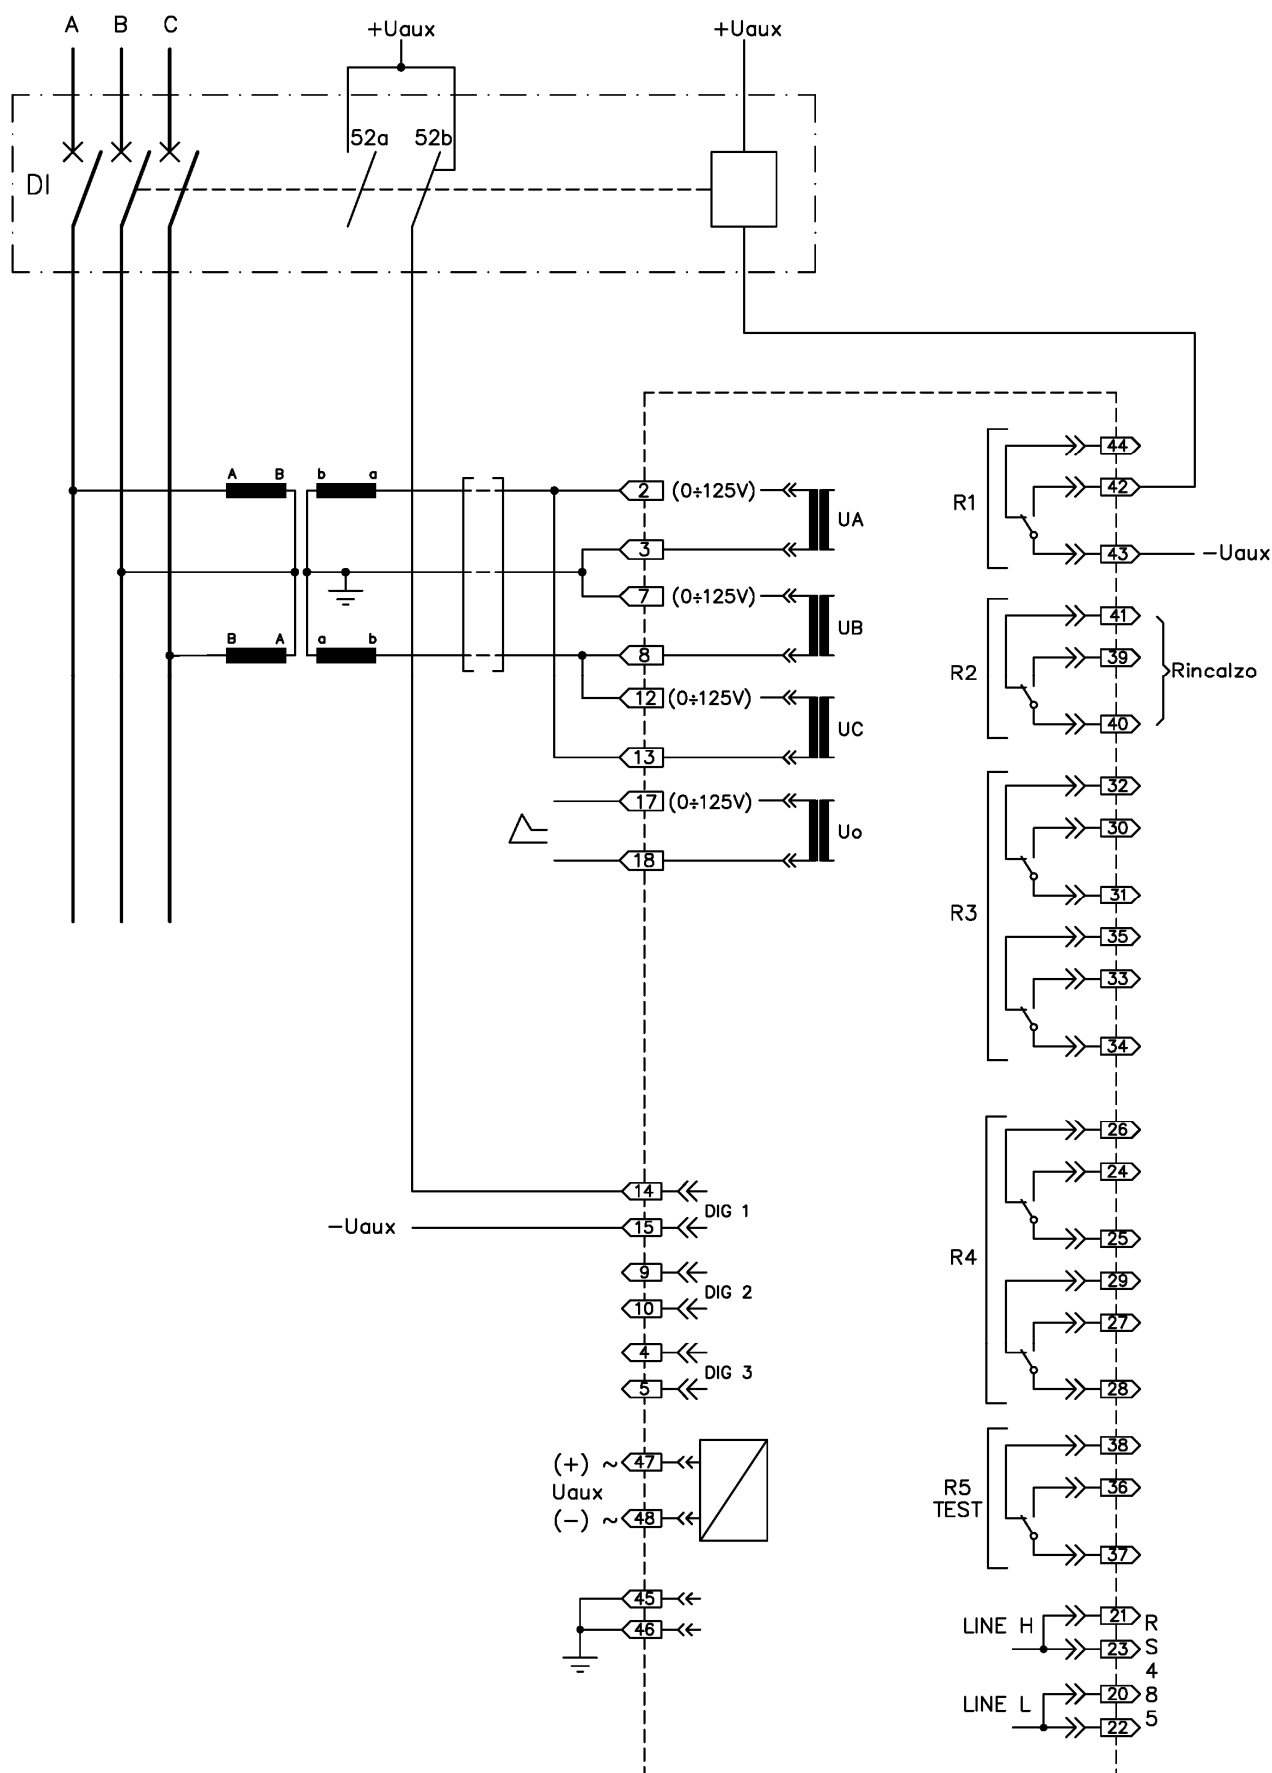 A B C
+Uaux
+Uaux
52a 52b
DI
44
A B b a
2 (0÷125V)
42
R1
UA
3
43 -Uaux
7 (0÷125V)
41
UB
B A a b
8
39
R2
Rincalzo
12 (0÷125V)
40
UC
13
32
17 (0÷125V)
30
Uo
18
31
R3
35
33
34
26
24
14
DIG 1
-Uaux
15
25
R4
9
29
DIG 2
10
27
4
DIG 3
5
28
38
(+) ~ 47
R5
36
Uaux
TEST
(-) ~ 48
37
45
21 R
LINE H
46
23 S
4
20 8
LINE L
22 5